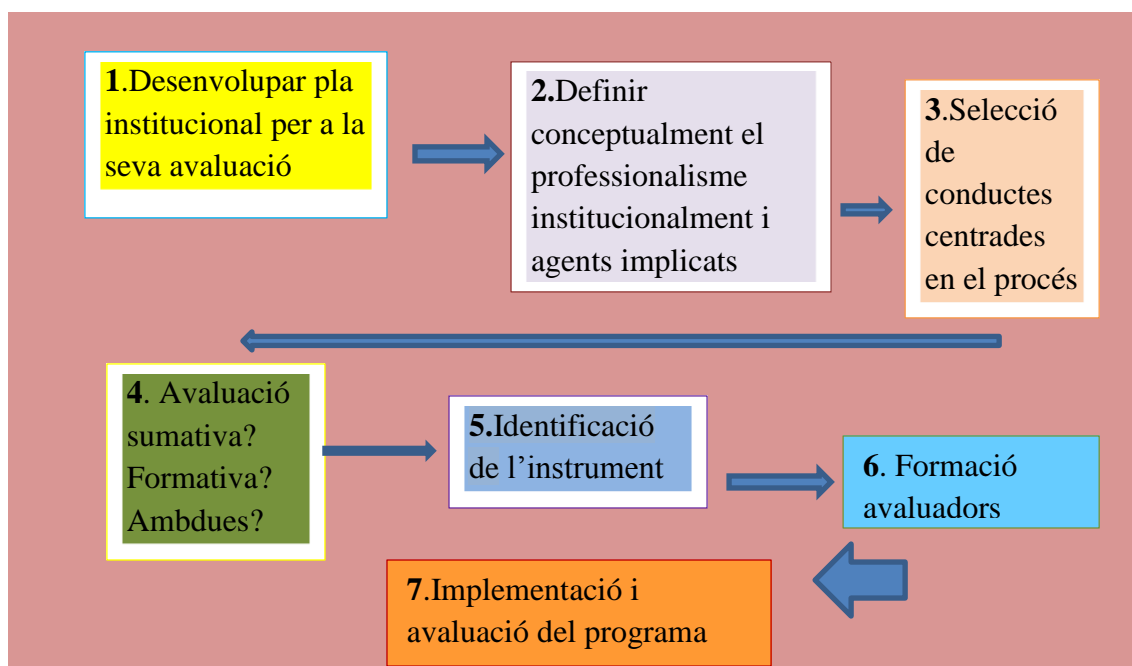 1.Desenvolupar pla
institucional per a la
seva avaluació
2.Definir
conceptualment el
professionalisme
institucionalment i
agents implicats
3.Selecció
de
conductes
centrades
en el procés
4. Avaluació
sumativa?
Formativa?
Ambdues?
5.Identificació
de l’instrument
6. Formació
avaluadors
7.Implementació i
avaluació del programa